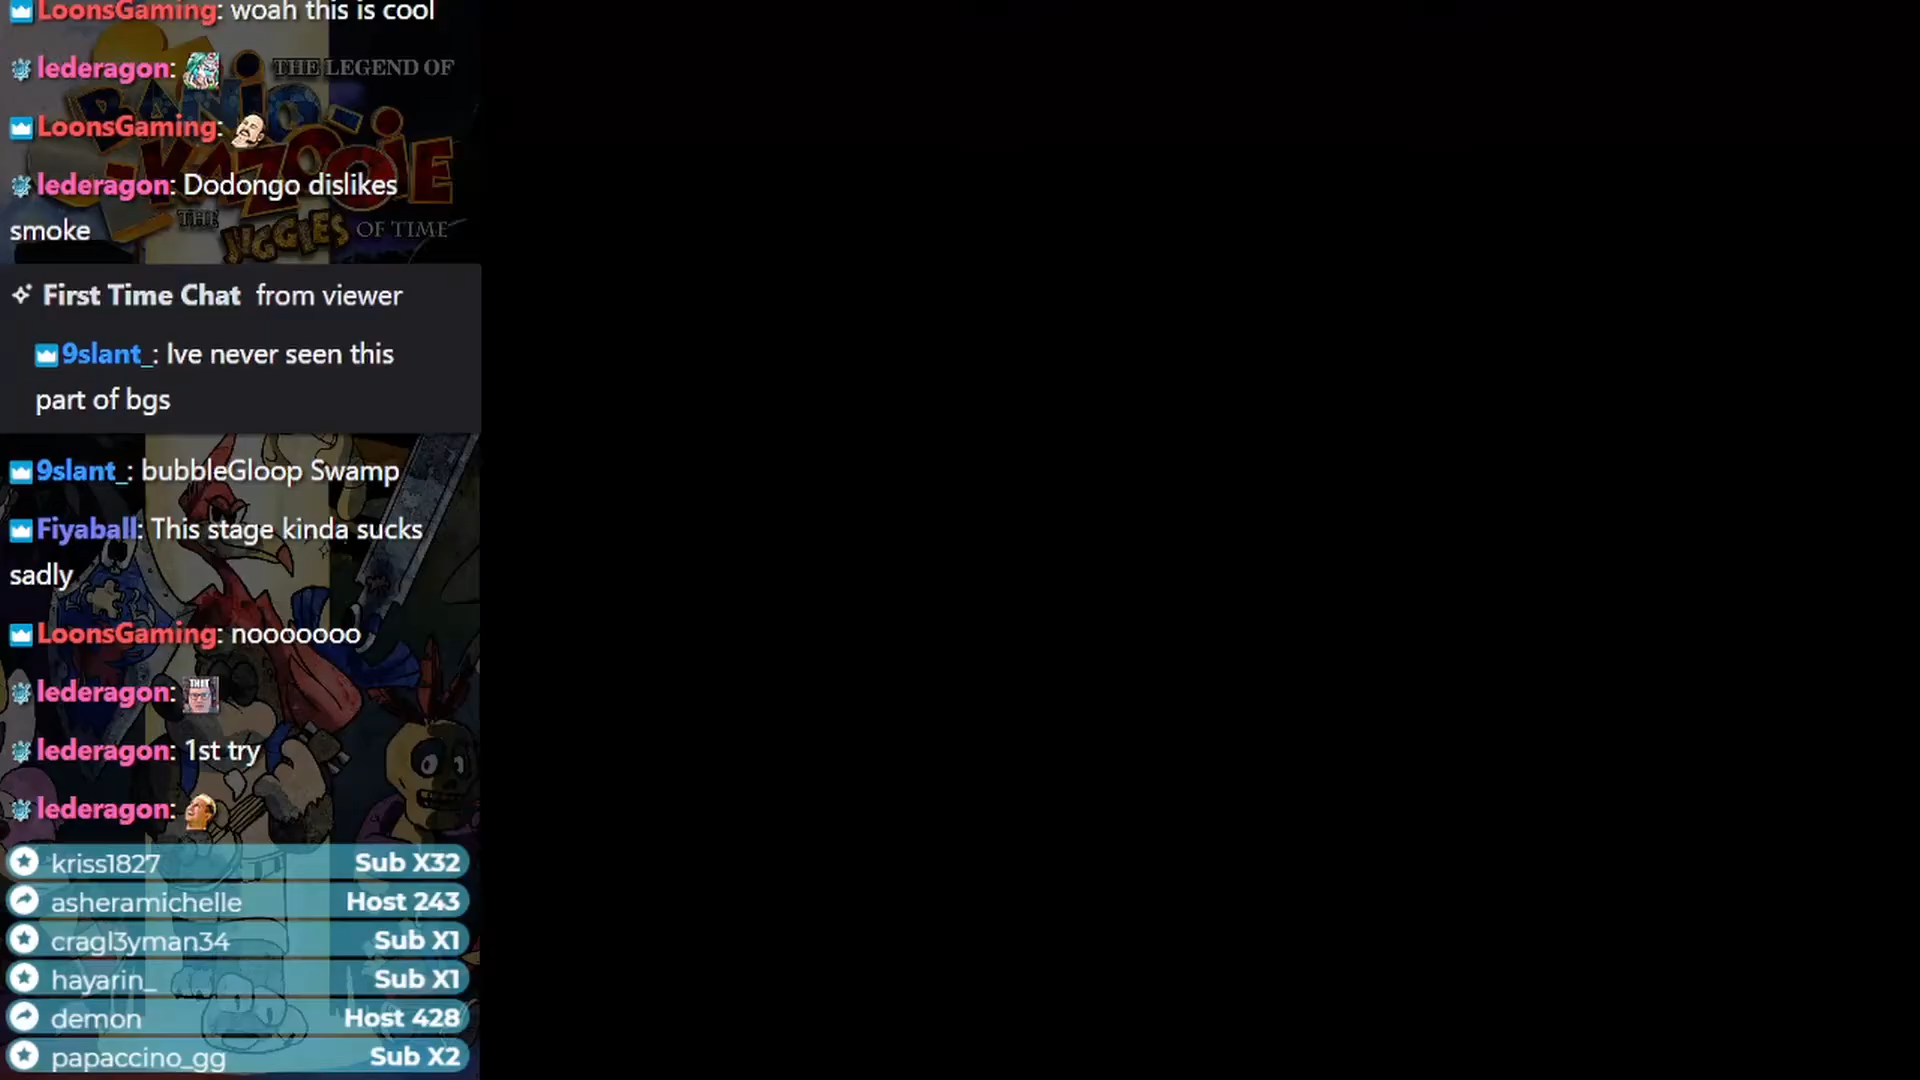 LoonsGaming: woah this is cool
lederagon:
THE LEGEND OF
BANJO-
LoonsGaming:
-KAZOOIE
lederagon: Dodongo dislikes
smoke
THE
JIGGIES OF TIME
First Time Chat from viewer
9slant_: Ive never seen this
part of bgs
9slant_: bubbleGloop Swamp
Fiyaball: This stage kinda sucks
sadly
LoonsGaming: nooooooo
lederagon:
lederagon: 1st try
lederagon:
kriss1827 Sub X32
asheramichelle Host 243
cragl3yman34 Sub X1
hayarin_ Sub X1
demon Host 428
papaccino_gg Sub X2